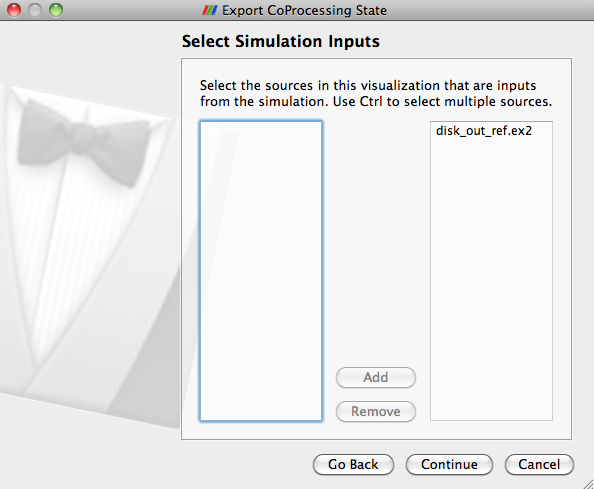 Export CoProcessing State
Select Simulation Inputs
Select the sources in this visualization that are inputs
from the simulation. Use Ctrl to select multiple sources.
disk_out_ref.ex2
Add
Remove
Go Back
Continue
Cancel